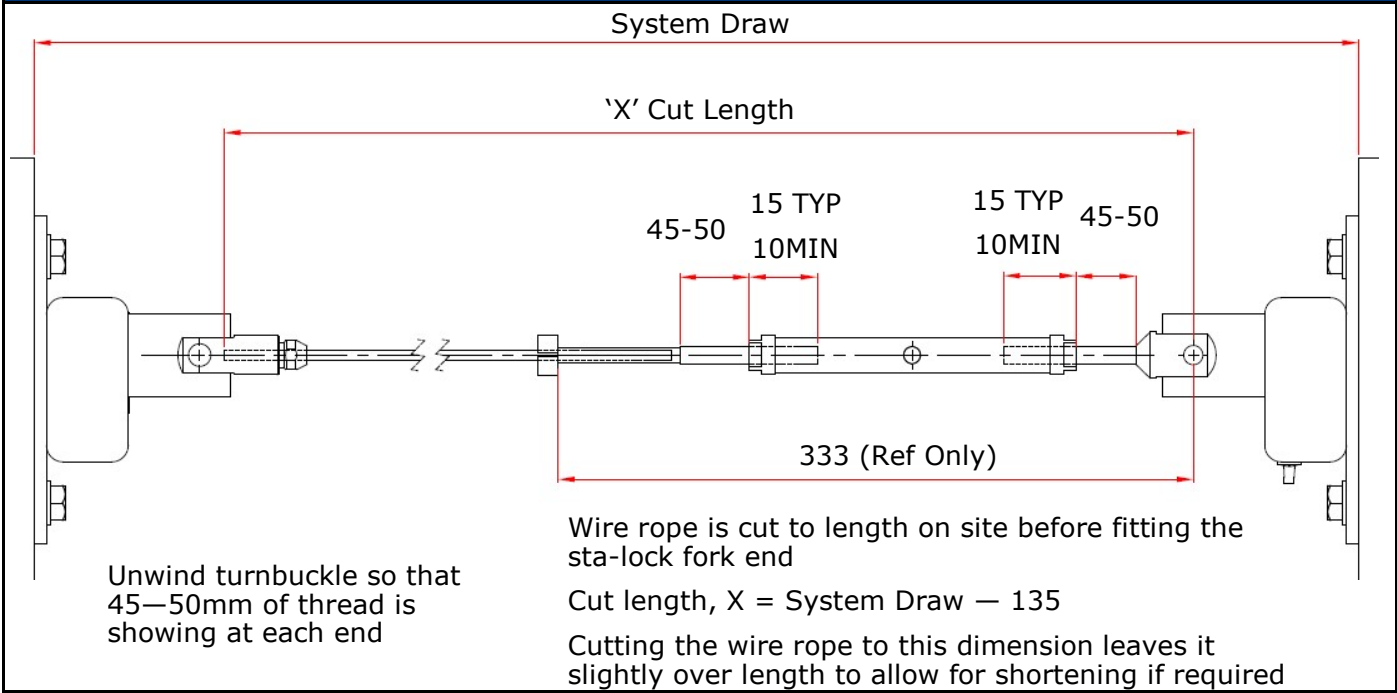 System Draw
‘X’ Cut Length
45-50
15 TYP
10MIN
15 TYP
10MIN
45-50
333 (Ref Only)
Wire rope is cut to length on site before fitting the
sta-lock fork end
Unwind turnbuckle so that
45—50mm of thread is
showing at each end
Cut length, X = System Draw — 135
Cutting the wire rope to this dimension leaves it
slightly over length to allow for shortening if required